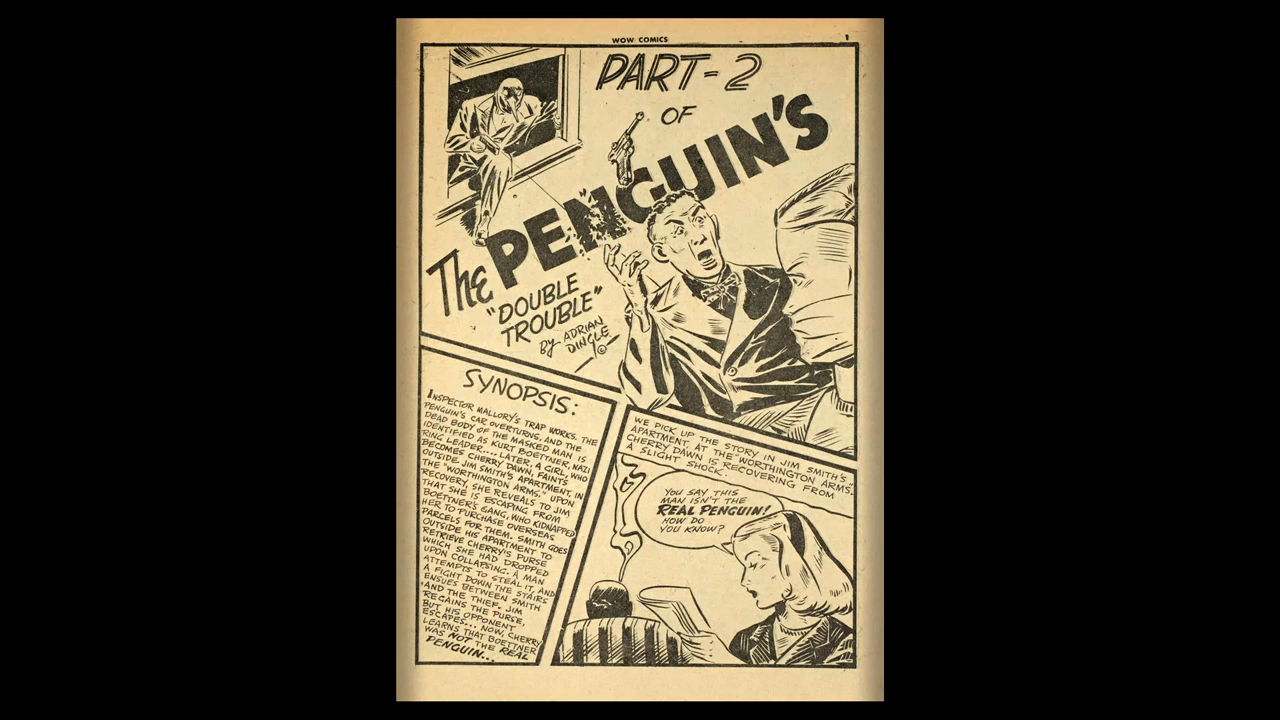 WOW COMICS
1
PART-2
OF
The PENGUIN'S
"DOUBLE
TROUBLE"
By ADRIAN
DINGLE
©
SYNOPSIS:
INSPECTOR MALLORY'S TRAP WORKS. THE
PENGUIN'S CAR OVERTURNS, AND THE
DEAD BODY OF THE MASKED MAN IS
IDENTIFIED AS KURT BOETTNER, NAZI
RING LEADER.... LATER, A GIRL, WHO
BECOMES CHERRY DAWN, FAINTS
OUTSIDE JIM SMITH'S APARTMENT, IN
THE "WORTHINGTON ARMS." UPON
RECOVERY, SHE REVEALS TO JIM
THAT SHE IS ESCAPING FROM
BOETTNER'S GANG, WHO KIDNAPPED
HER TO PURCHASE OVERSEAS
PARCELS FOR THEM. SMITH GOES
OUTSIDE HIS APARTMENT TO
RETRIEVE CHERRY'S PURSE
WHICH SHE HAD DROPPED
UPON COLLAPSING. A MAN
ATTEMPTS TO STEAL IT, AND
A FIGHT DOWN THE STAIRS
ENSUES BETWEEN SMITH
AND THE THIEF. JIM
REGAINS THE PURSE,
BUT HIS OPPONENT
ESCAPES... NOW, CHERRY
LEARNS THAT BOETTNER
WAS NOT THE REAL
PENGUIN...
WE PICK UP THE STORY IN JIM SMITH'S
APARTMENT, AT THE "WORTHINGTON ARMS."
CHERRY DAWN IS RECOVERING FROM
A SLIGHT SHOCK.
YOU SAY THIS
MAN ISN'T THE
REAL PENGUIN!
HOW DO
YOU KNOW?